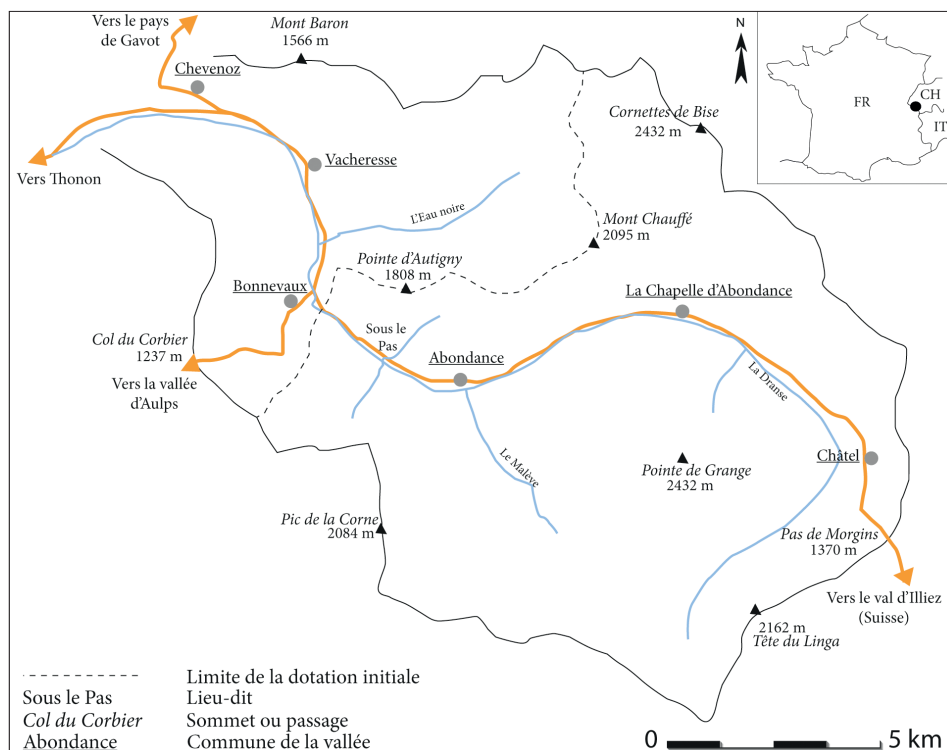 Vers le pays
de Gavot
Mont Baron
1566 m
N
FR
CH
IT
Chevenoz
Cornettes de Bise
2432 m
Vers Thonon
Vacheresse
L'Eau noire
Mont Chauffé
2095 m
Pointe d'Autigny
1808 m
Bonnevaux
La Chapelle d'Abondance
Col du Corbier
1237 m
Sous le
Pas
Abondance
Vers la vallée
d'Aulps
La Dranse
Le Malève
Châtel
Pointe de Grange
2432 m
Pic de la Corne
2084 m
Pas de Morgins
1370 m
Vers le val d'Illiez
(Suisse)
2162 m
Tête du Linga
Limite de la dotation initiale
Sous le Pas Lieu-dit
Col du Corbier Sommet ou passage
Abondance Commune de la vallée
0 5 km